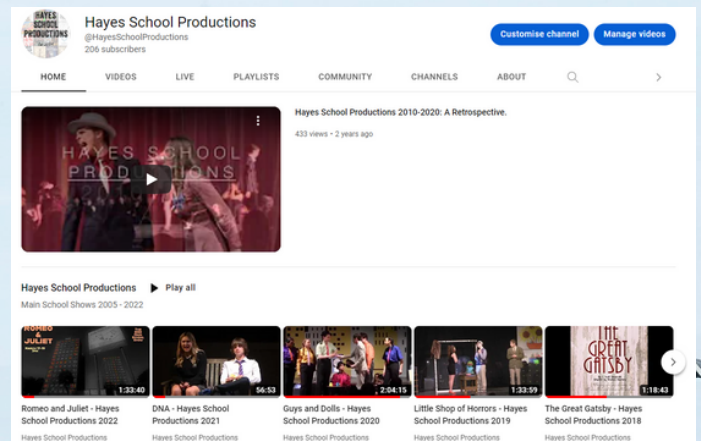 HAYES
SCHOOL
PRODUCTIONS
Hayes School Productions
@HayesSchoolProductions
206 subscribers
Customise channel
Manage videos
HOME
VIDEOS
LIVE
PLAYLISTS
COMMUNITY
CHANNELS
ABOUT
HAYES SCHOOL
PRODUCTIONS
Hayes School Productions 2010-2020: A Retrospective.
433 views • 2 years ago
Hayes School Productions
Play all
Main School Shows 2005 - 2022
ROMEO
&
JULIET
1:33:40
56:53
2:04:15
1:33:59
THE
GREAT
GATSBY
1:18:43
Romeo and Juliet - Hayes
School Productions 2022
Hayes School Productions
DNA - Hayes School
Productions 2021
Hayes School Productions
Guys and Dolls - Hayes
School Productions 2020
Hayes School Productions
Little Shop of Horrors - Hayes
School Productions 2019
Hayes School Productions
The Great Gatsby - Hayes
School Productions 2018
Hayes School Productions